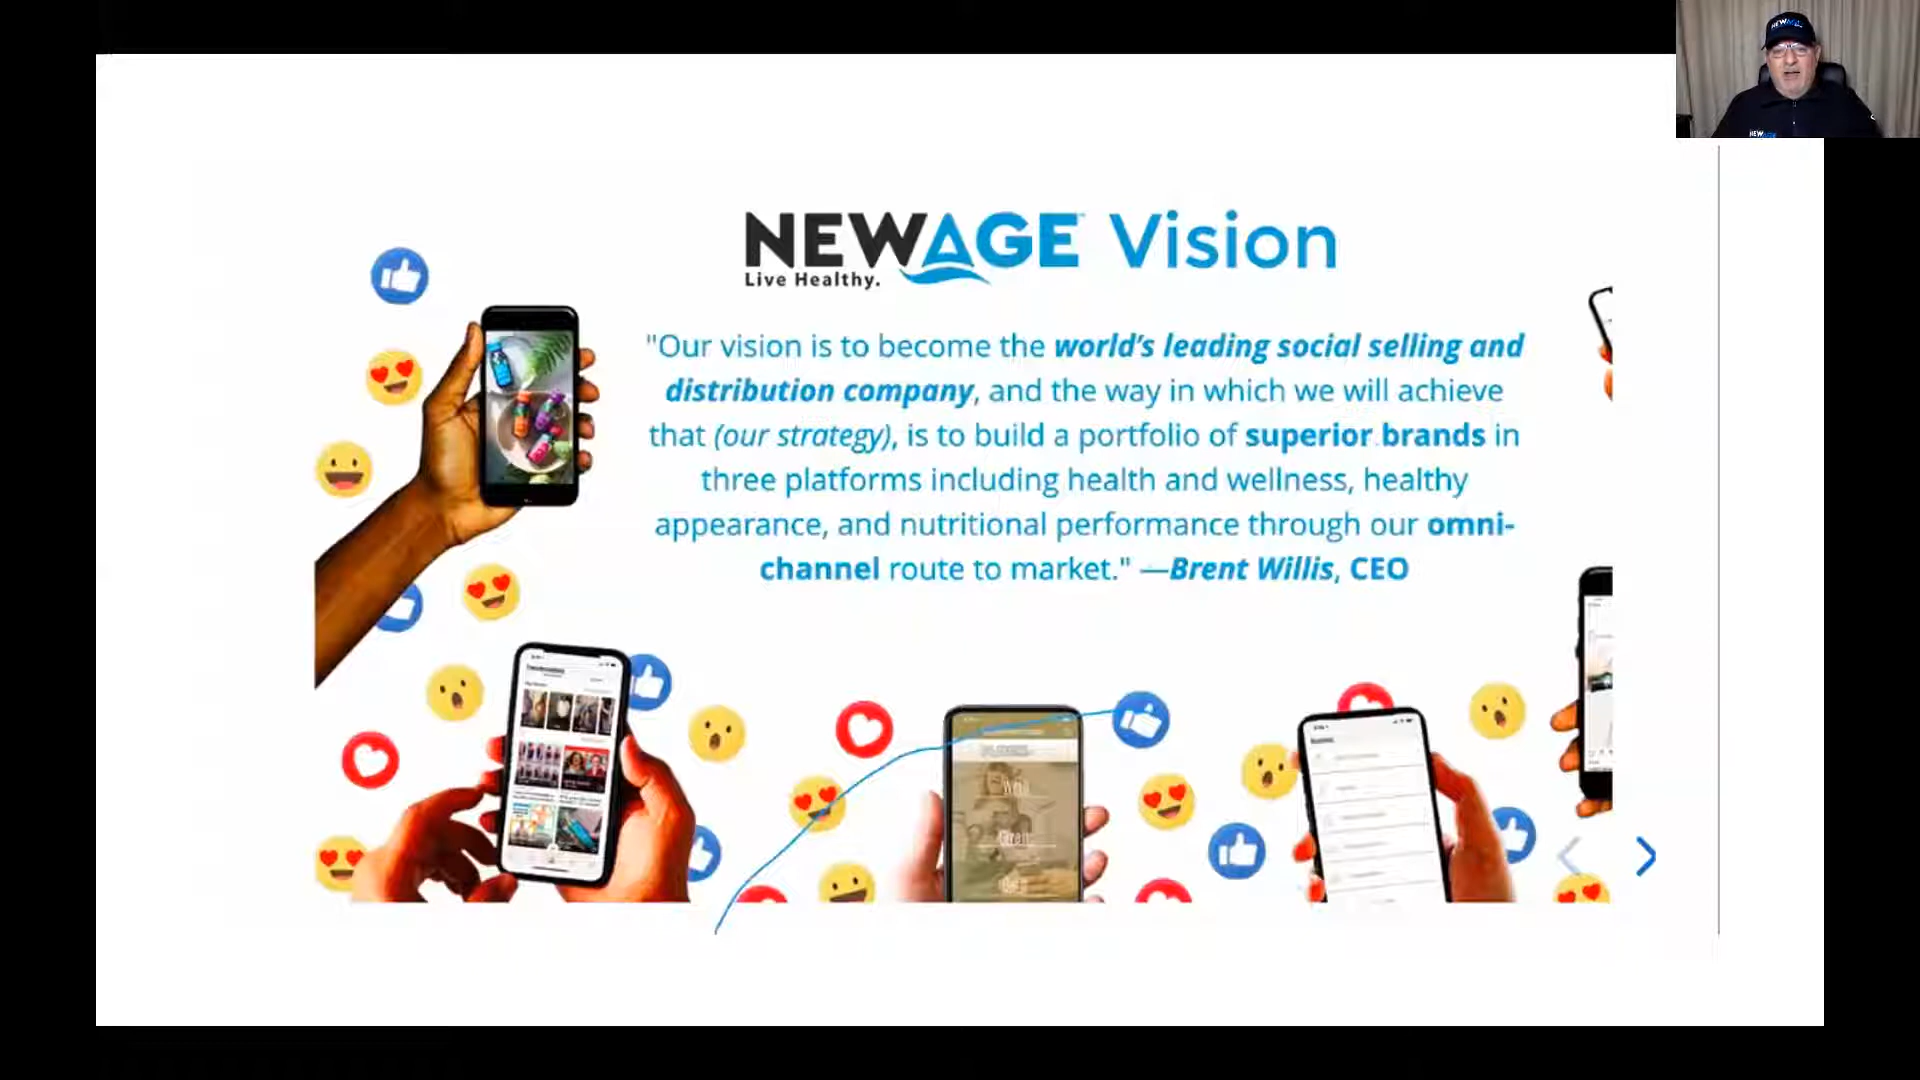 NEWAGE Vision
Live Healthy.
"Our vision is to become the world's leading social selling and
distribution company, and the way in which we will achieve
that (our strategy), is to build a portfolio of superior brands in
three platforms including health and wellness, healthy
appearance, and nutritional performance through our omni-
channel route to market." —Brent Willis, CEO
NEWAGE
NEW